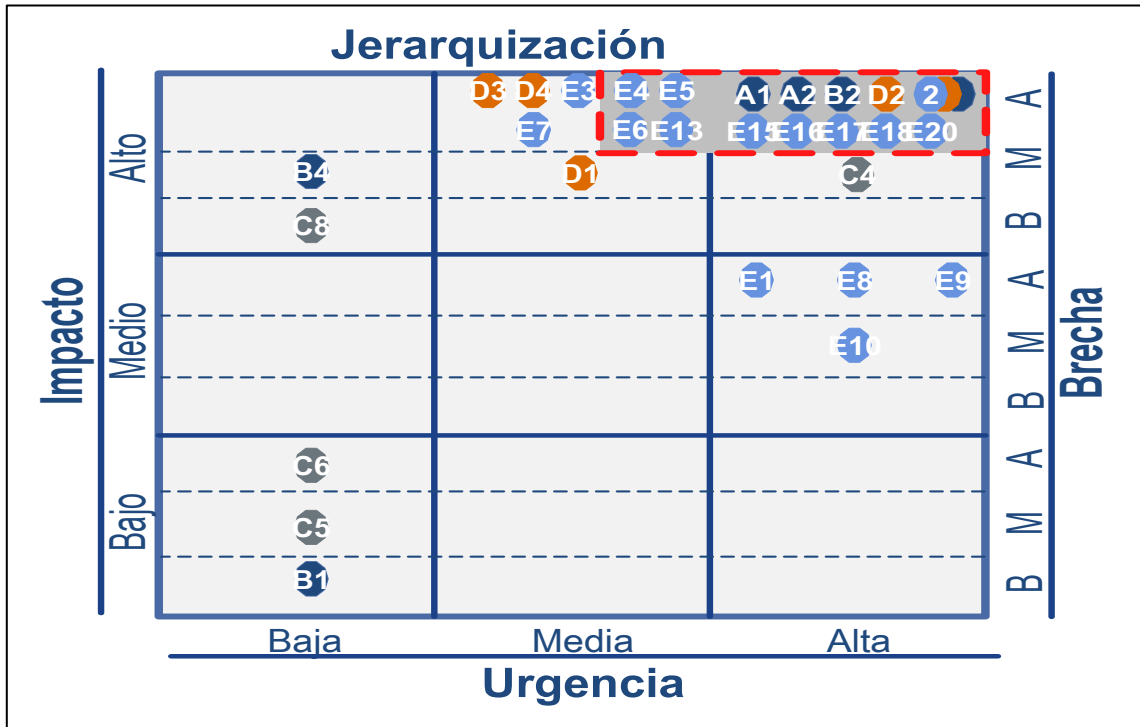 Jerarquización
D3 D4 E3 E4 E5 A1 A2 B2 D2 2 A
E7 E6 E13 E15 E16 E17 E18 E20
Alto B4 D1 C4 M
C8 B
E1 E8 E9 A
Impacto Medio E10 M Brecha
B
C6 A
Bajo C5 M
B1 B
Baja Media Alta
Urgencia